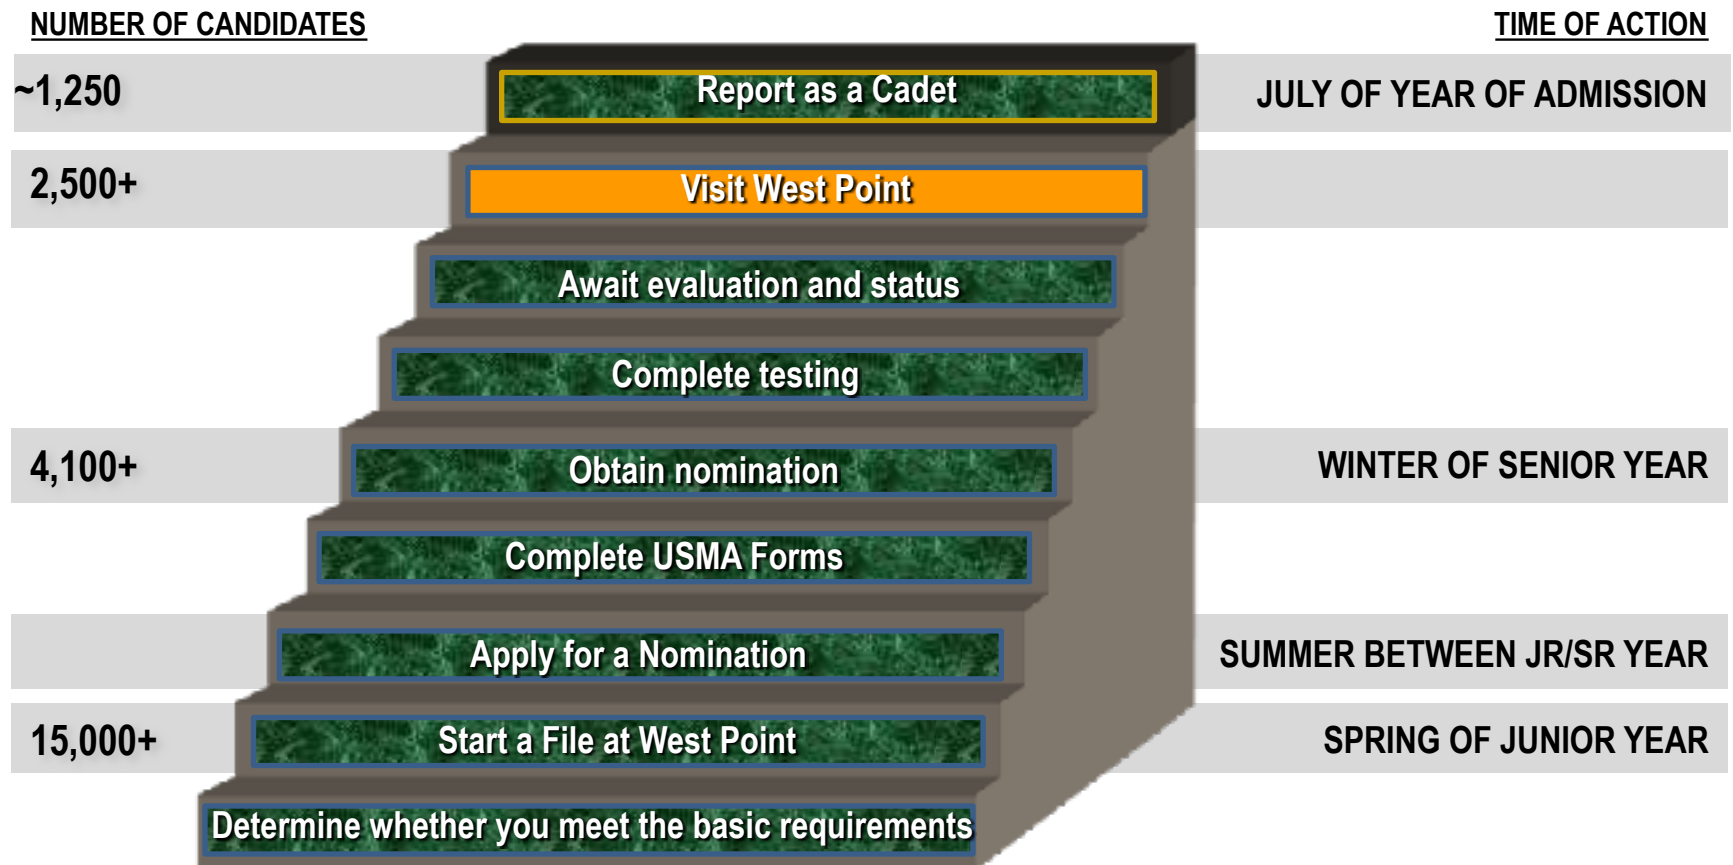 NUMBER OF CANDIDATES
TIME OF ACTION
~1,250
Report as a Cadet
JULY OF YEAR OF ADMISSION
2,500+
Visit West Point
Await evaluation and status
Complete testing
4,100+
Obtain nomination
WINTER OF SENIOR YEAR
Complete USMA Forms
Apply for a Nomination
SUMMER BETWEEN JR/SR YEAR
15,000+
Start a File at West Point
SPRING OF JUNIOR YEAR
Determine whether you meet the basic requirements